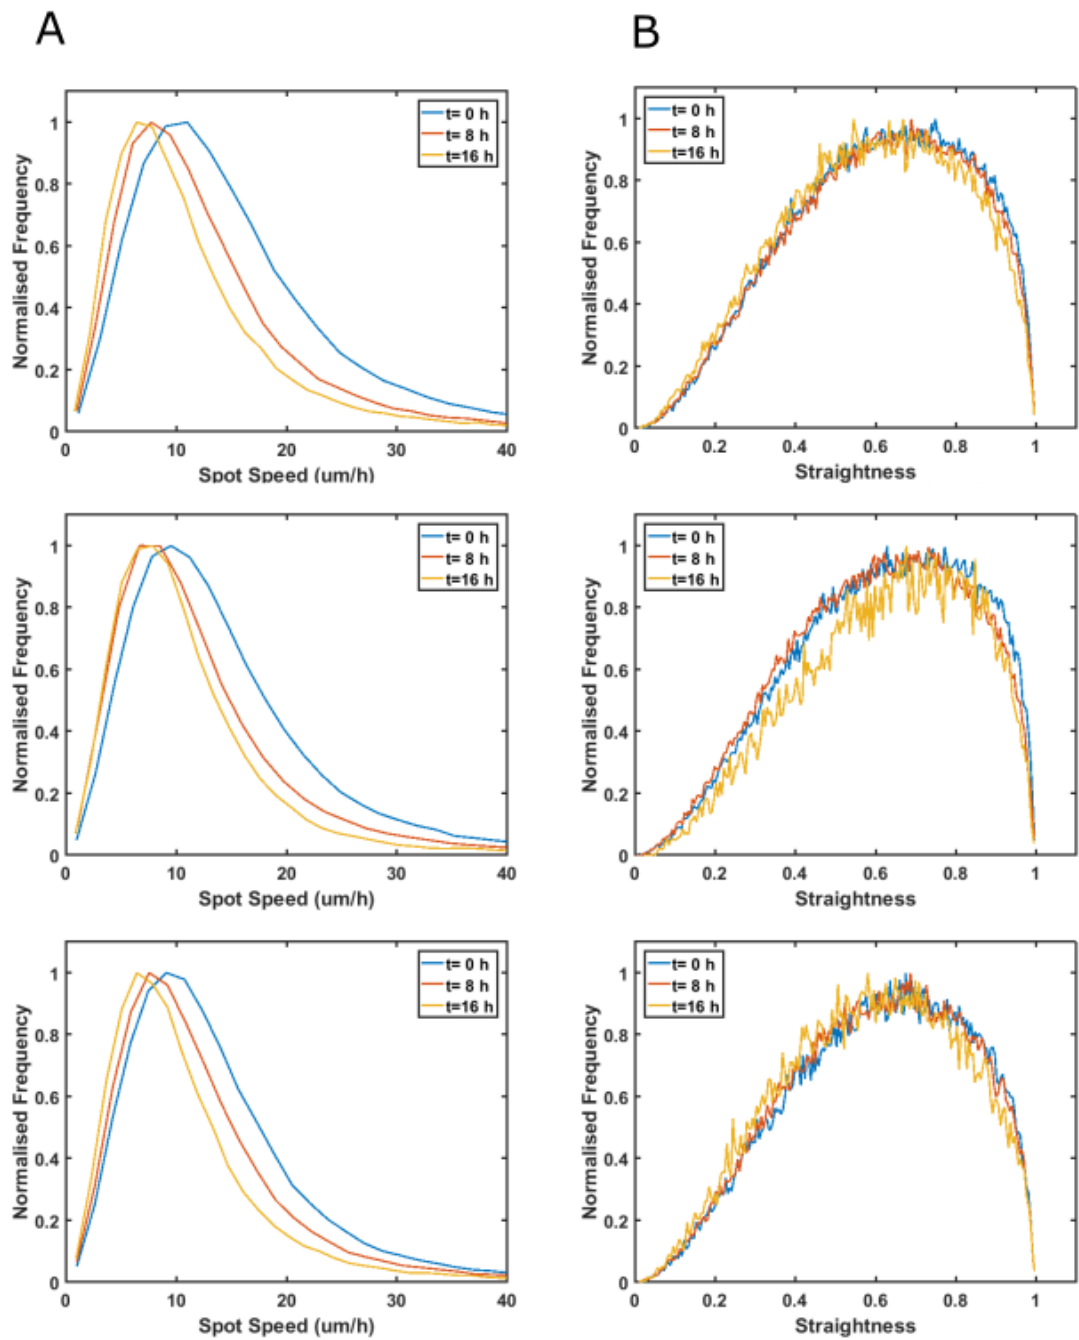 A
B
t= 0 h
t= 8 h
t=16 h
Normalised Frequency
1
0.8
0.6
0.4
0.2
0
0 10 20 30 40
Spot Speed (um/h)
t= 0 h
t= 8 h
t=16 h
Normalised Frequency
1
0.8
0.6
0.4
0.2
0
0 0.2 0.4 0.6 0.8 1
Straightness
t= 0 h
t= 8 h
t=16 h
Normalised Frequency
1
0.8
0.6
0.4
0.2
0
0 10 20 30 40
Spot Speed (um/h)
t= 0 h
t= 8 h
t=16 h
Normalised Frequency
1
0.8
0.6
0.4
0.2
0
0 0.2 0.4 0.6 0.8 1
Straightness
t= 0 h
t= 8 h
t=16 h
Normalised Frequency
1
0.8
0.6
0.4
0.2
0
0 10 20 30 40
Spot Speed (um/h)
t= 0 h
t= 8 h
t=16 h
Normalised Frequency
1
0.8
0.6
0.4
0.2
0
0 0.2 0.4 0.6 0.8 1
Straightness